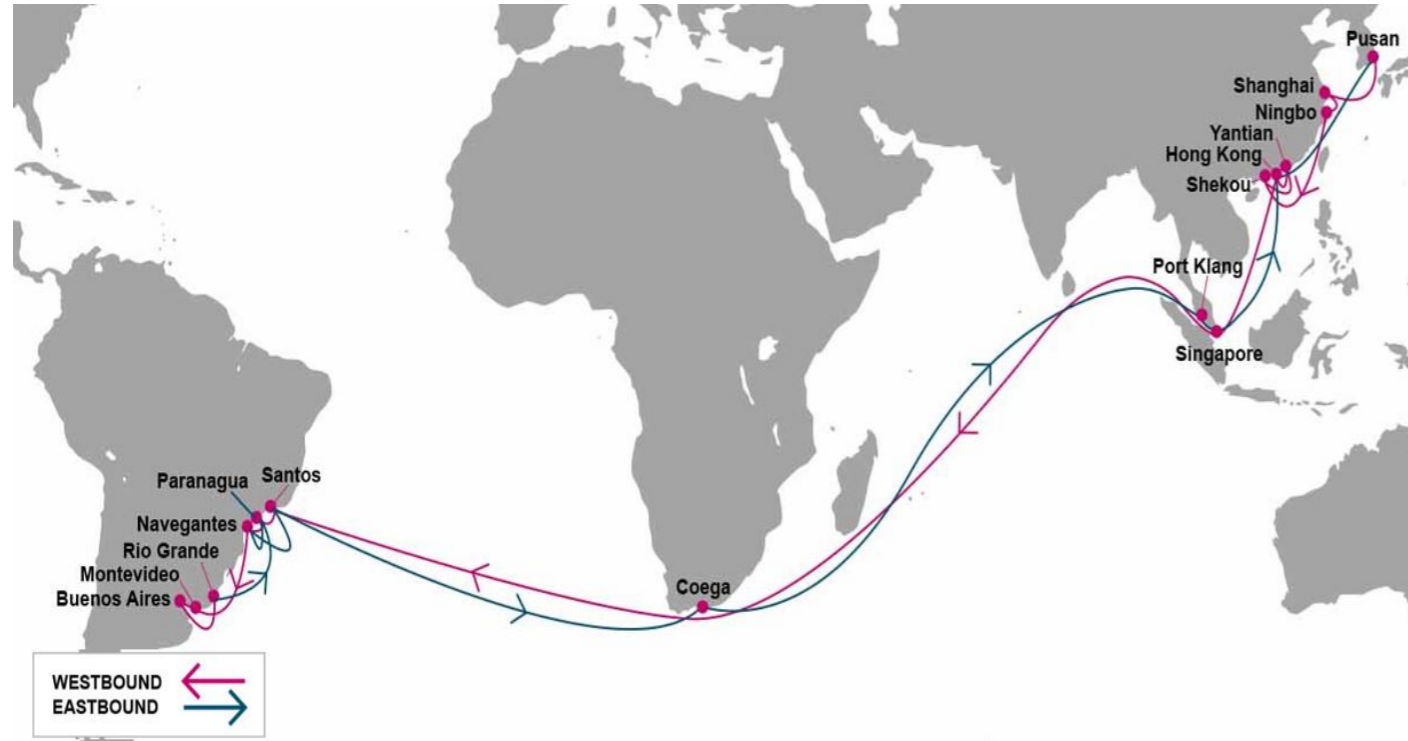 Pusan
Shanghai
Ningbo
Yantian
Hong Kong
Shekou
Port Klang
Singapore
Paranagua
Santos
Navegantes
Rio Grande
Montevideo
Buenos Aires
Coega
WESTBOUND
EASTBOUND